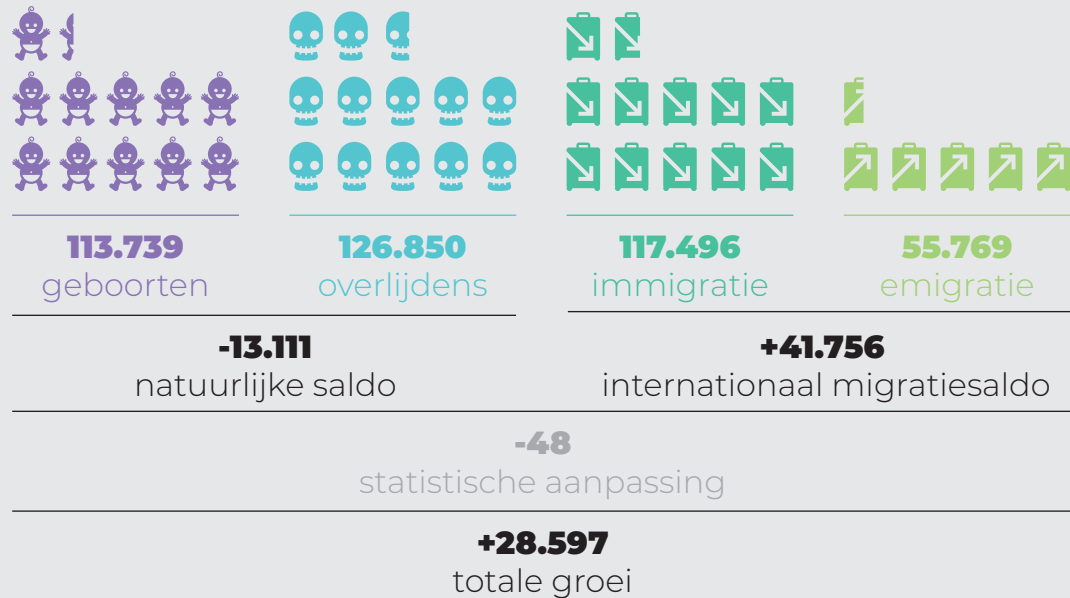 113.739
geboorten
126.850
overlijdens
117.496
immigratie
55.769
emigratie
-13.111
natuurlijke saldo
+41.756
internationaal migratiesaldo
-48
statistische aanpassing
+28.597
totale groei